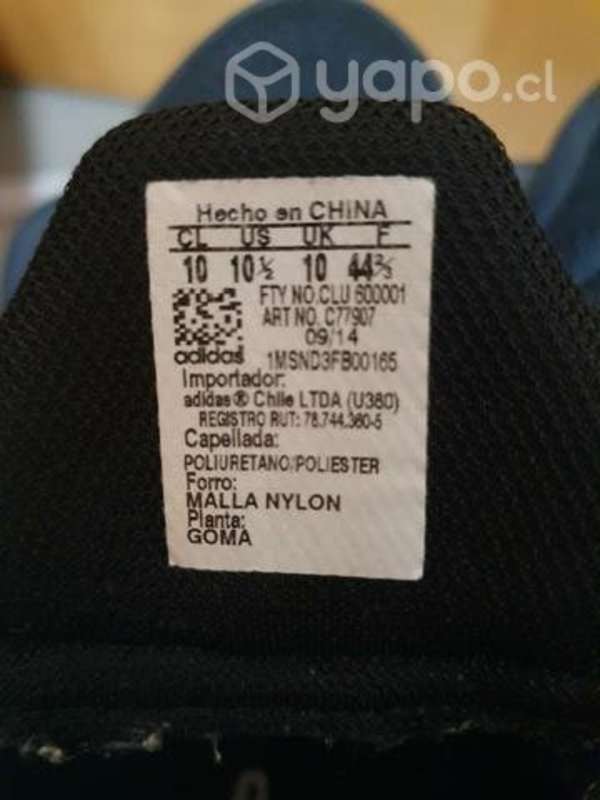 yapo.cl
Hecho en CHINA
CL US UK F
10 10½ 10 44⅔
FTY NO.CLU 600001
ART NO. C77907
09/14
adidas 1MSND3FB00165
Importador:
adidas® Chile LTDA (U380)
REGISTRO RUT: 78.744.360-5
Capellada:
POLIURETANO/POLIESTER
Forro:
MALLA NYLON
Planta:
GOMA